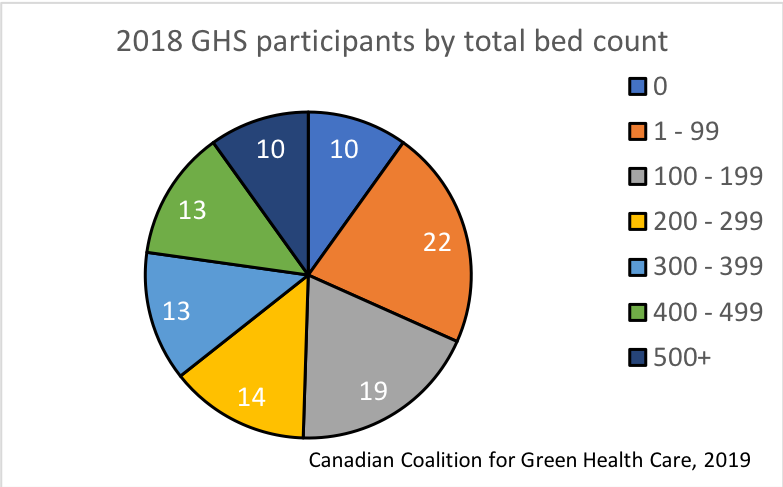 2018 GHS participants by total bed count
0
1 - 99
100 - 199
200 - 299
300 - 399
400 - 499
500+
10
22
19
14
13
13
10
Canadian Coalition for Green Health Care, 2019